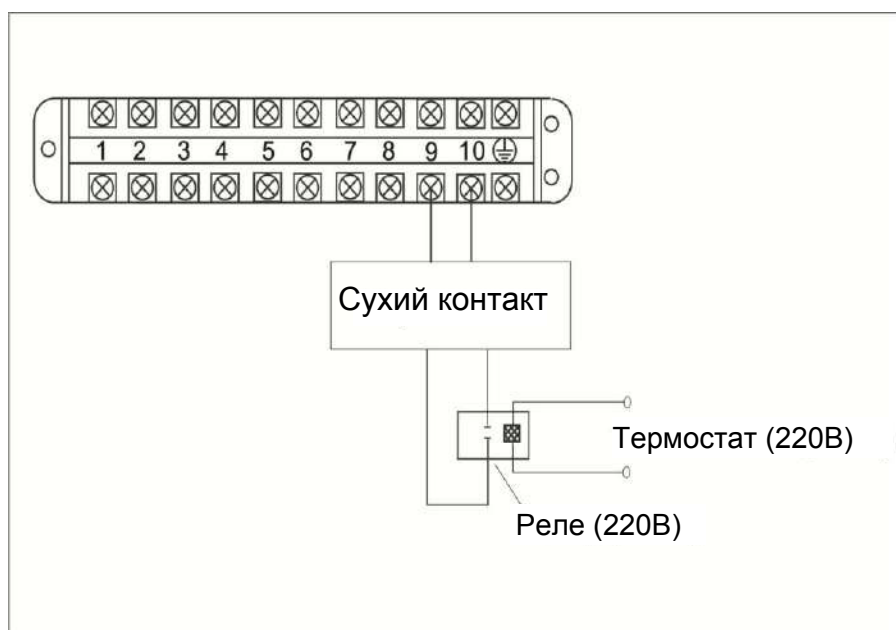 1 2 3 4 5 6 7 8 9 10
Сухий контакт
Термостат (220В)
Реле (220В)